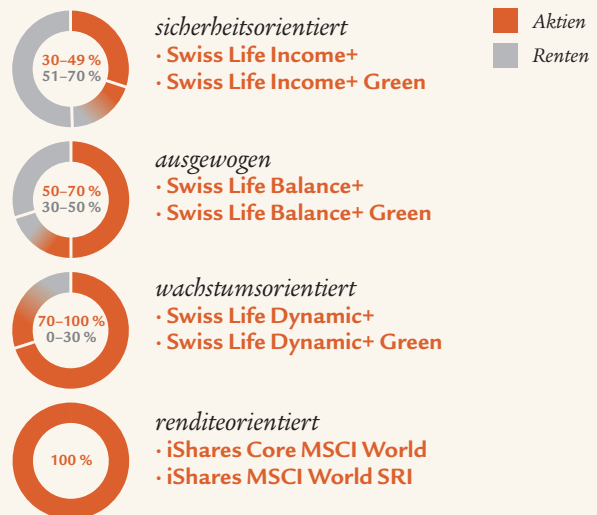 sicherheitsorientiert
· Swiss Life Income+
· Swiss Life Income+ Green
30–49 %
51–70 %
Aktien
Renten
ausgewogen
· Swiss Life Balance+
· Swiss Life Balance+ Green
50–70 %
30–50 %
wachstumsorientiert
· Swiss Life Dynamic+
· Swiss Life Dynamic+ Green
70–100 %
0–30 %
renditeorientiert
· iShares Core MSCI World
· iShares MSCI World SRI
100 %